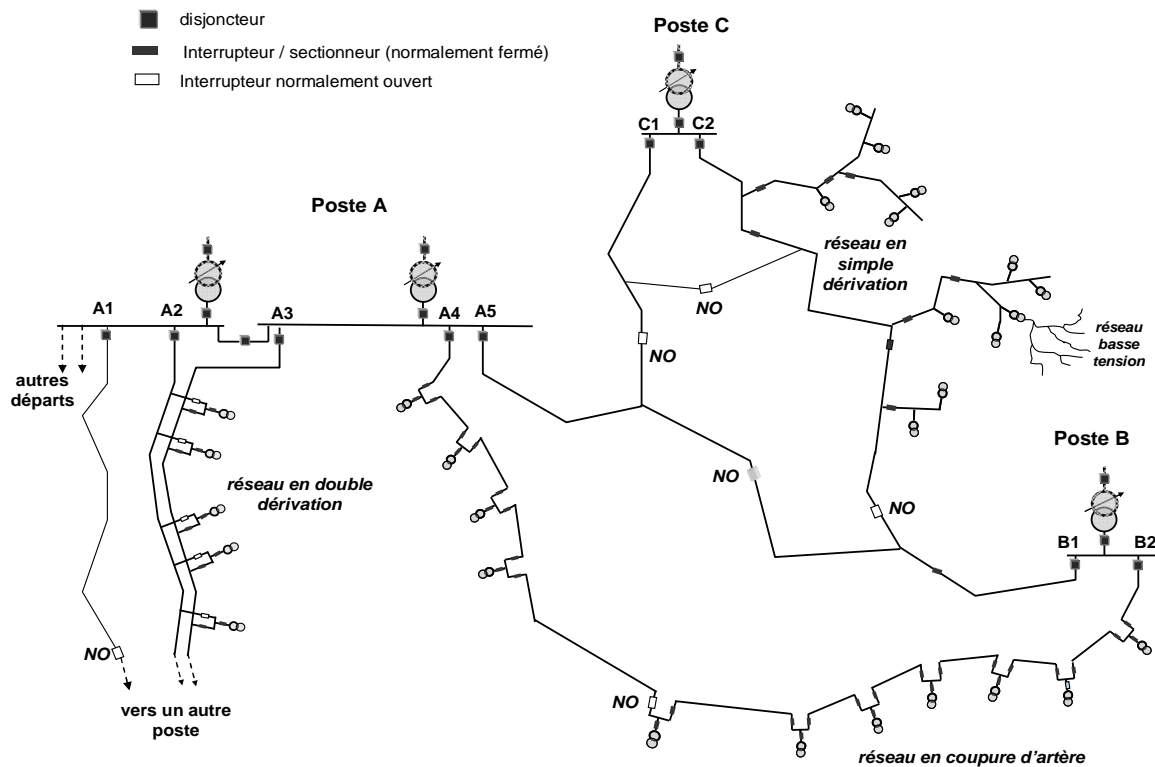 disjoncteur
Interrupteur / sectionneur (normalement fermé)
Interrupteur normalement ouvert
Poste C
C1
C2
Poste A
réseau en
simple
dérivation
NO
A1
A2
A3
A4
A5
NO
réseau
basse
tension
autres
départs
Poste B
réseau en double
dérivation
NO
NO
B1
B2
NO
vers un autre
poste
NO
réseau en coupure d'artère